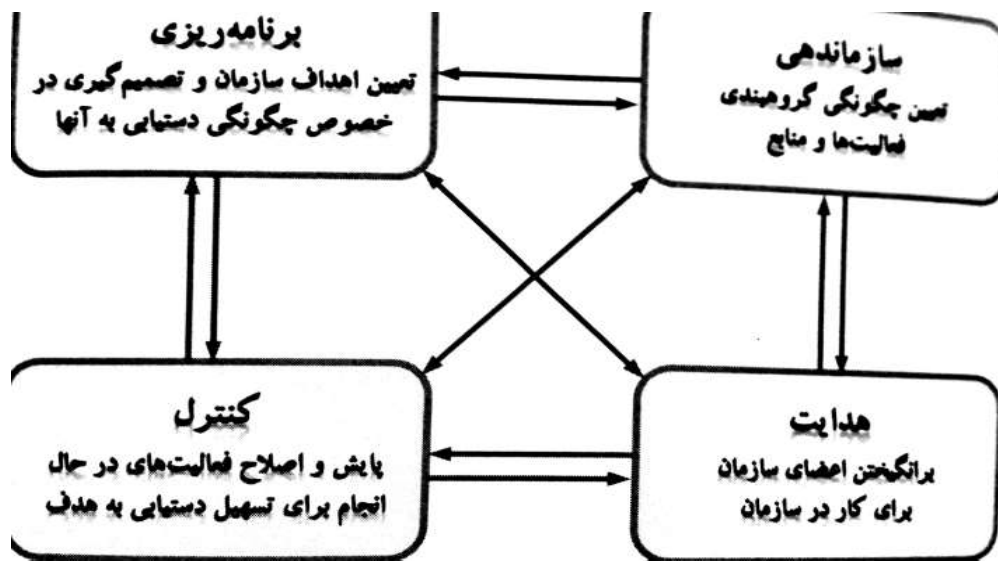 برنامه‌ریزی
تعیین اهداف سازمان و تصمیم‌گیری در
خصوص چگونگی دستیابی به آنها
سازماندهی
تعیین چگونگی گروهبندی
فعالیت‌ها و منابع
کنترل
پایش و اصلاح فعالیت‌های در حال
انجام برای تسهیل دستیابی به هدف
هدایت
برانگیختن اعضای سازمان
برای کار در سازمان